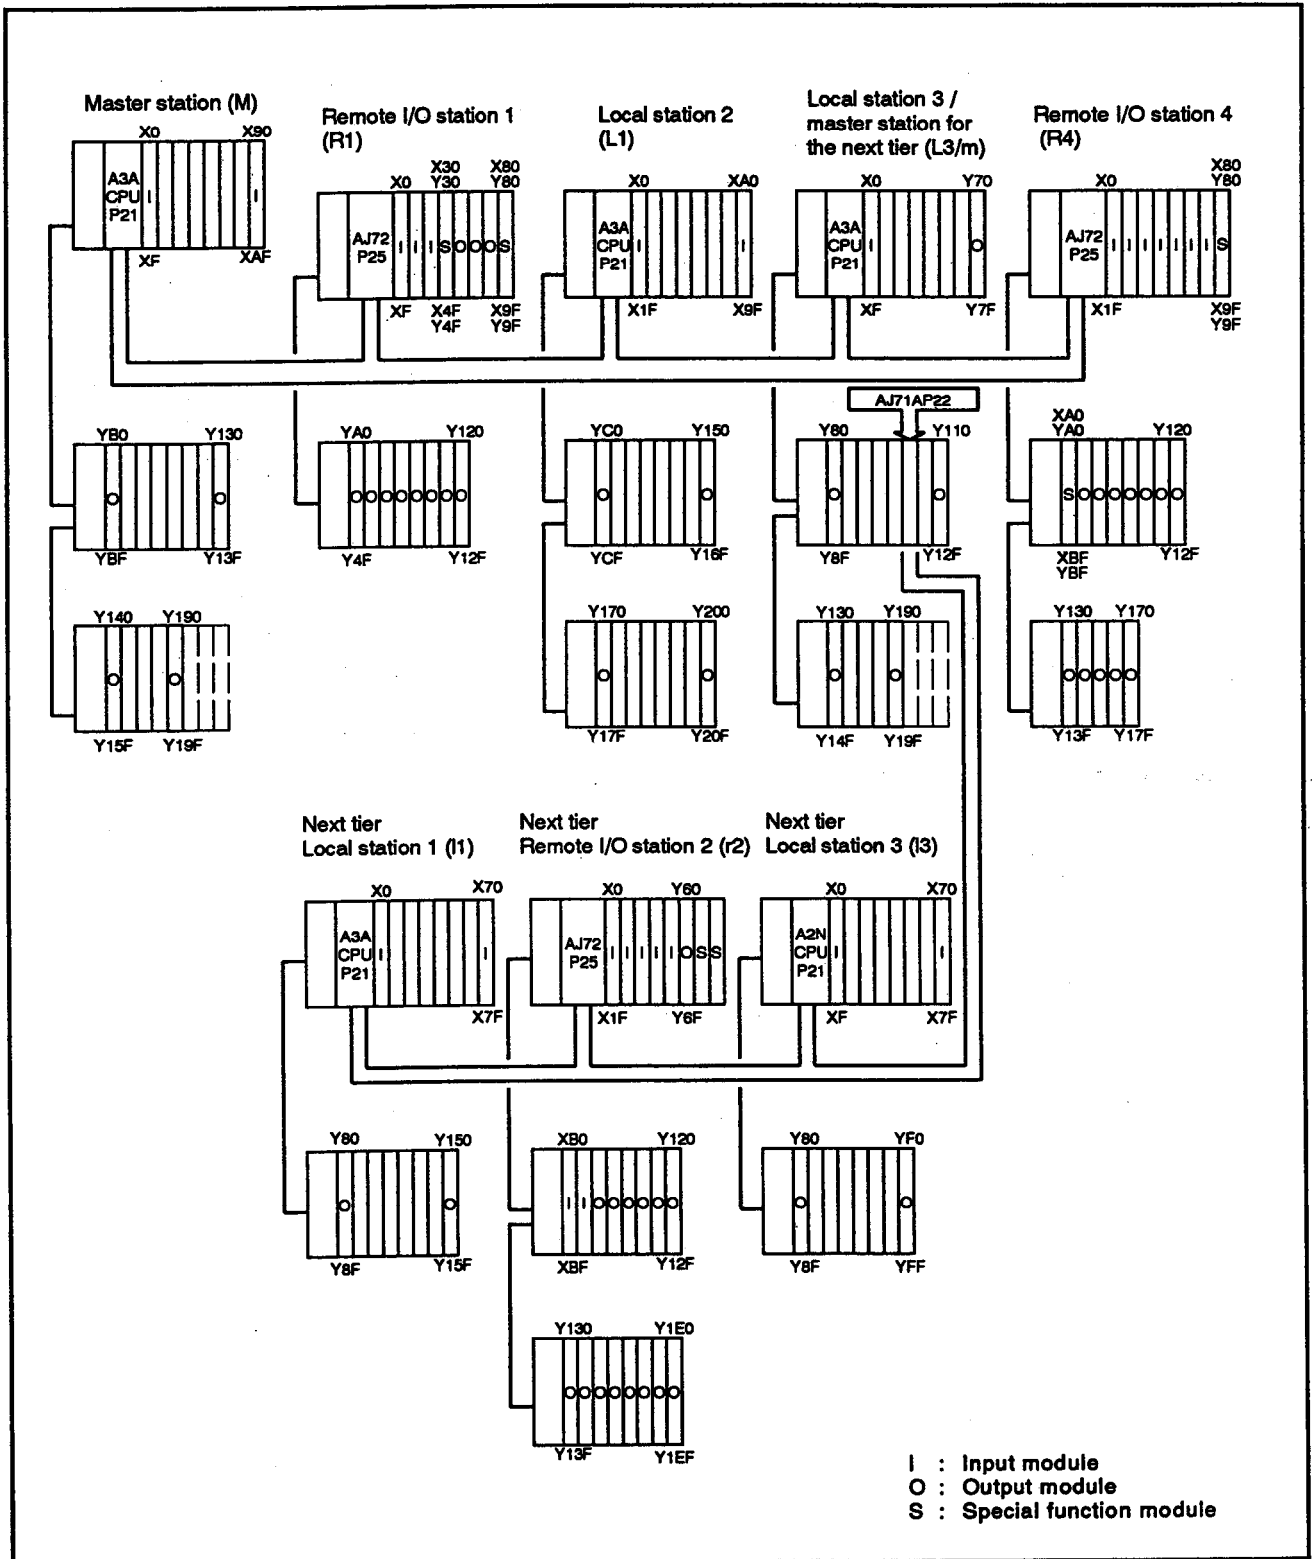 Master station (M)
X0 X90
A3A
CPU
P21
I I
XF XAF
YB0 Y130
O O
YBF Y13F
Y140 Y190
O O
Y15F Y19F
Remote I/O station 1
(R1)
X30 X80
X0 Y30 Y80
AJ72
P25
I I I S O O O S
XF X4F X9F
Y4F Y9F
YA0 Y120
O O O O O O O O
Y4F Y12F
Local station 2
(L1)
X0 XA0
A3A
CPU
P21
I I
X1F X9F
YC0 Y150
O O
YCF Y16F
Y170 Y200
O O
Y17F Y20F
Local station 3 /
master station for
the next tier (L3/m)
X0 Y70
A3A
CPU
P21
I O
XF Y7F
AJ71AP22
Y80 Y110
O O
Y8F Y12F
Y130 Y190
O O
Y14F Y19F
Remote I/O station 4
(R4)
X80
X0 Y80
AJ72
P25
I I I I I I I S
X1F X9F
Y9F
XA0
YA0 Y120
S O O O O O O O
XBF Y12F
YBF
Y130 Y170
O O O O O
Y13F Y17F
Next tier
Local station 1 (l1)
X0 X70
A3A
CPU
P21
I I
X7F
Y80 Y150
O O
Y8F Y15F
Next tier
Remote I/O station 2 (r2)
X0 Y60
AJ72
P25
I I I I I O S S
X1F Y6F
XB0 Y120
I I O O O O O O
XBF Y12F
Y130 Y1E0
O O O O O O O O
Y13F Y1EF
Next tier
Local station 3 (l3)
X0 X70
A2N
CPU
P21
I I
XF X7F
Y80 YF0
O O
Y8F YFF
I : Input module
O : Output module
S : Special function module